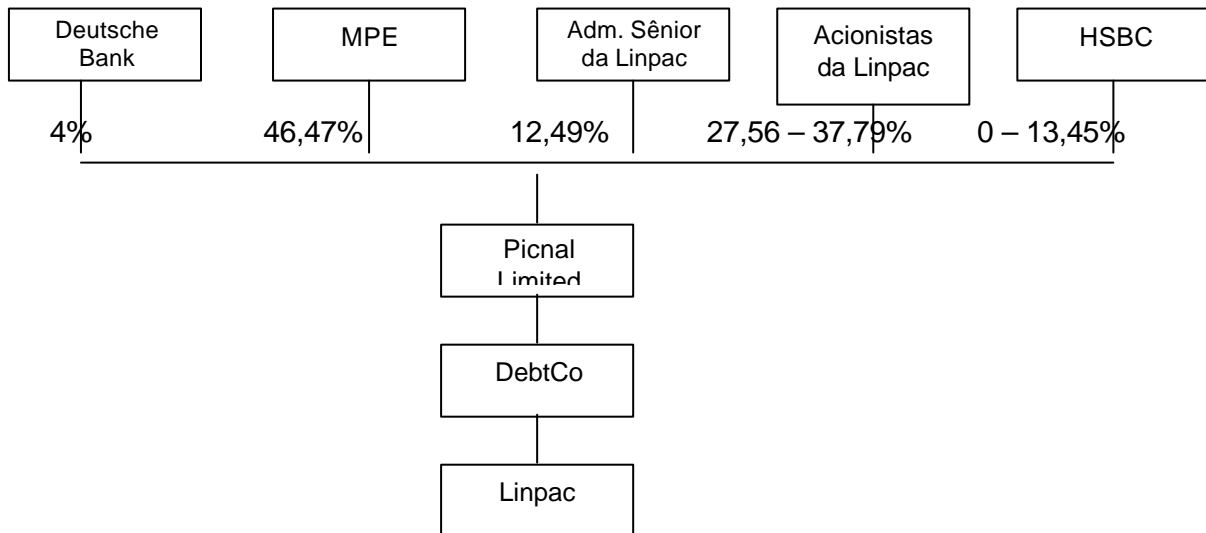 Deutsche
Bank
MPE
Adm. Sênior
da Linpac
Acionistas
da Linpac
HSBC
4%
46,47%
12,49%
27,56 – 37,79%
0 – 13,45%
Picnal
Limited
DebtCo
Linpac